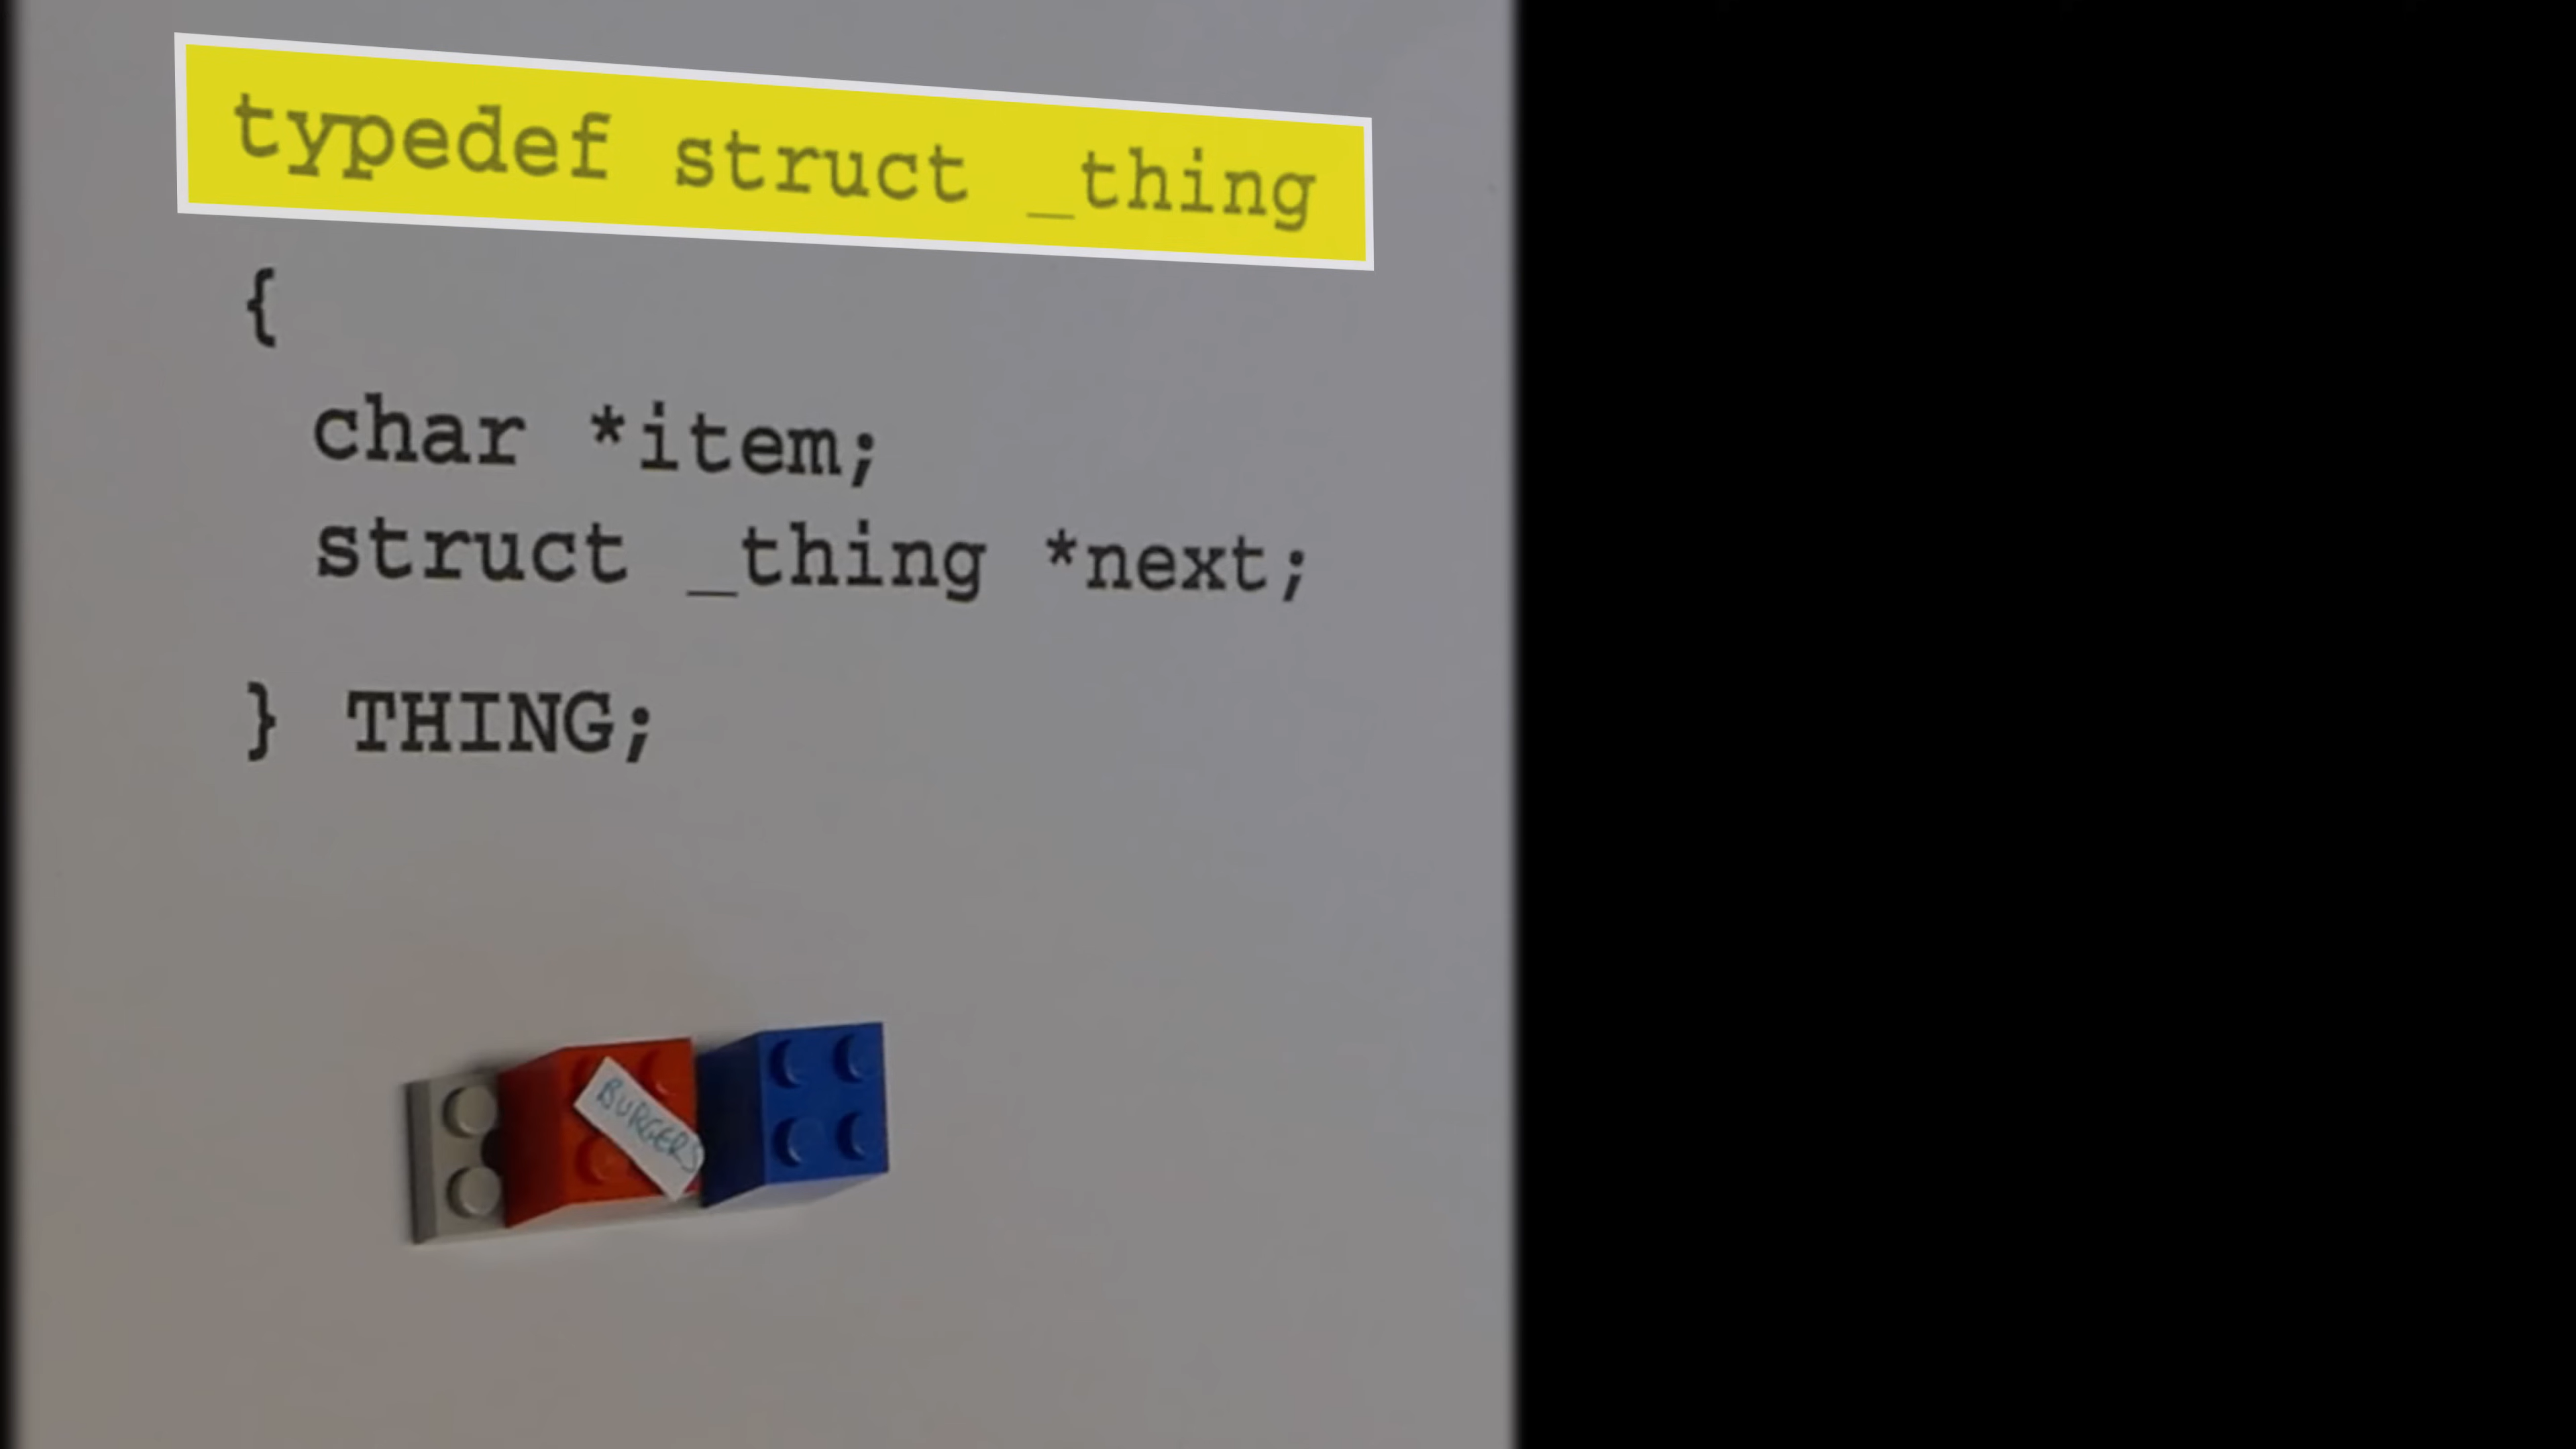 typedef struct _thing
{
char *item;
struct _thing *next;
} THING;
BURGERS